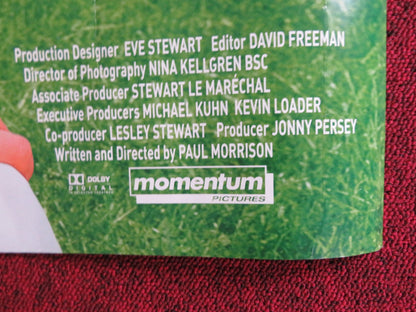 Production Designer EVE STEWART Editor DAVID FREEMAN
Director of Photography NINA KELLGREN BSC
Associate Producer STEWART LE MARÉCHAL
Executive Producers MICHAEL KUHN KEVIN LOADER
Co-producer LESLEY STEWART Producer JONNY PERSEY
Written and Directed by PAUL MORRISON
DOLBY
DIGITAL
momentum
PICTURES